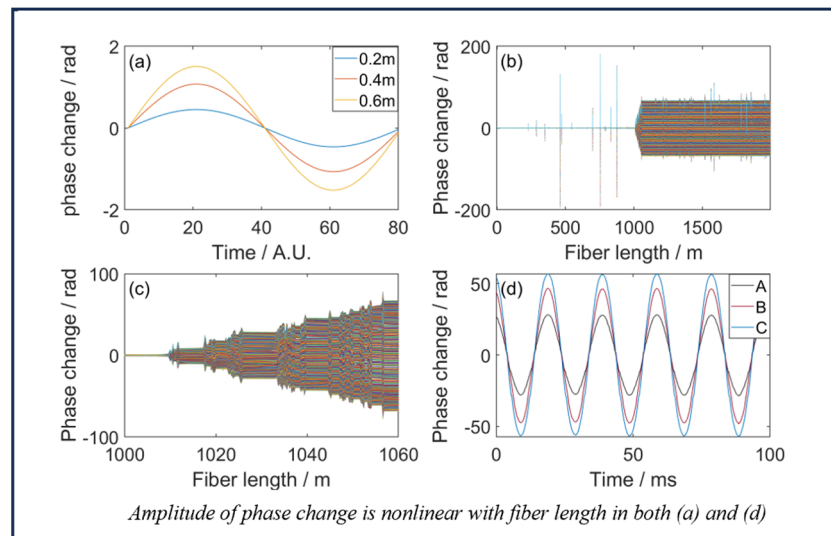 (a)
0.2m
0.4m
0.6m
2
0
-2
phase change / rad
0 20 40 60 80
Time / A.U.
(b)
200
100
0
-100
-200
Phase change / rad
0 500 1000 1500
Fiber length / m
(c)
100
0
-100
Phase change / rad
1000 1020 1040 1060
Fiber length / m
(d)
A
B
C
50
0
-50
Phase change / rad
0 50 100
Time / ms
Amplitude of phase change is nonlinear with fiber length in both (a) and (d)